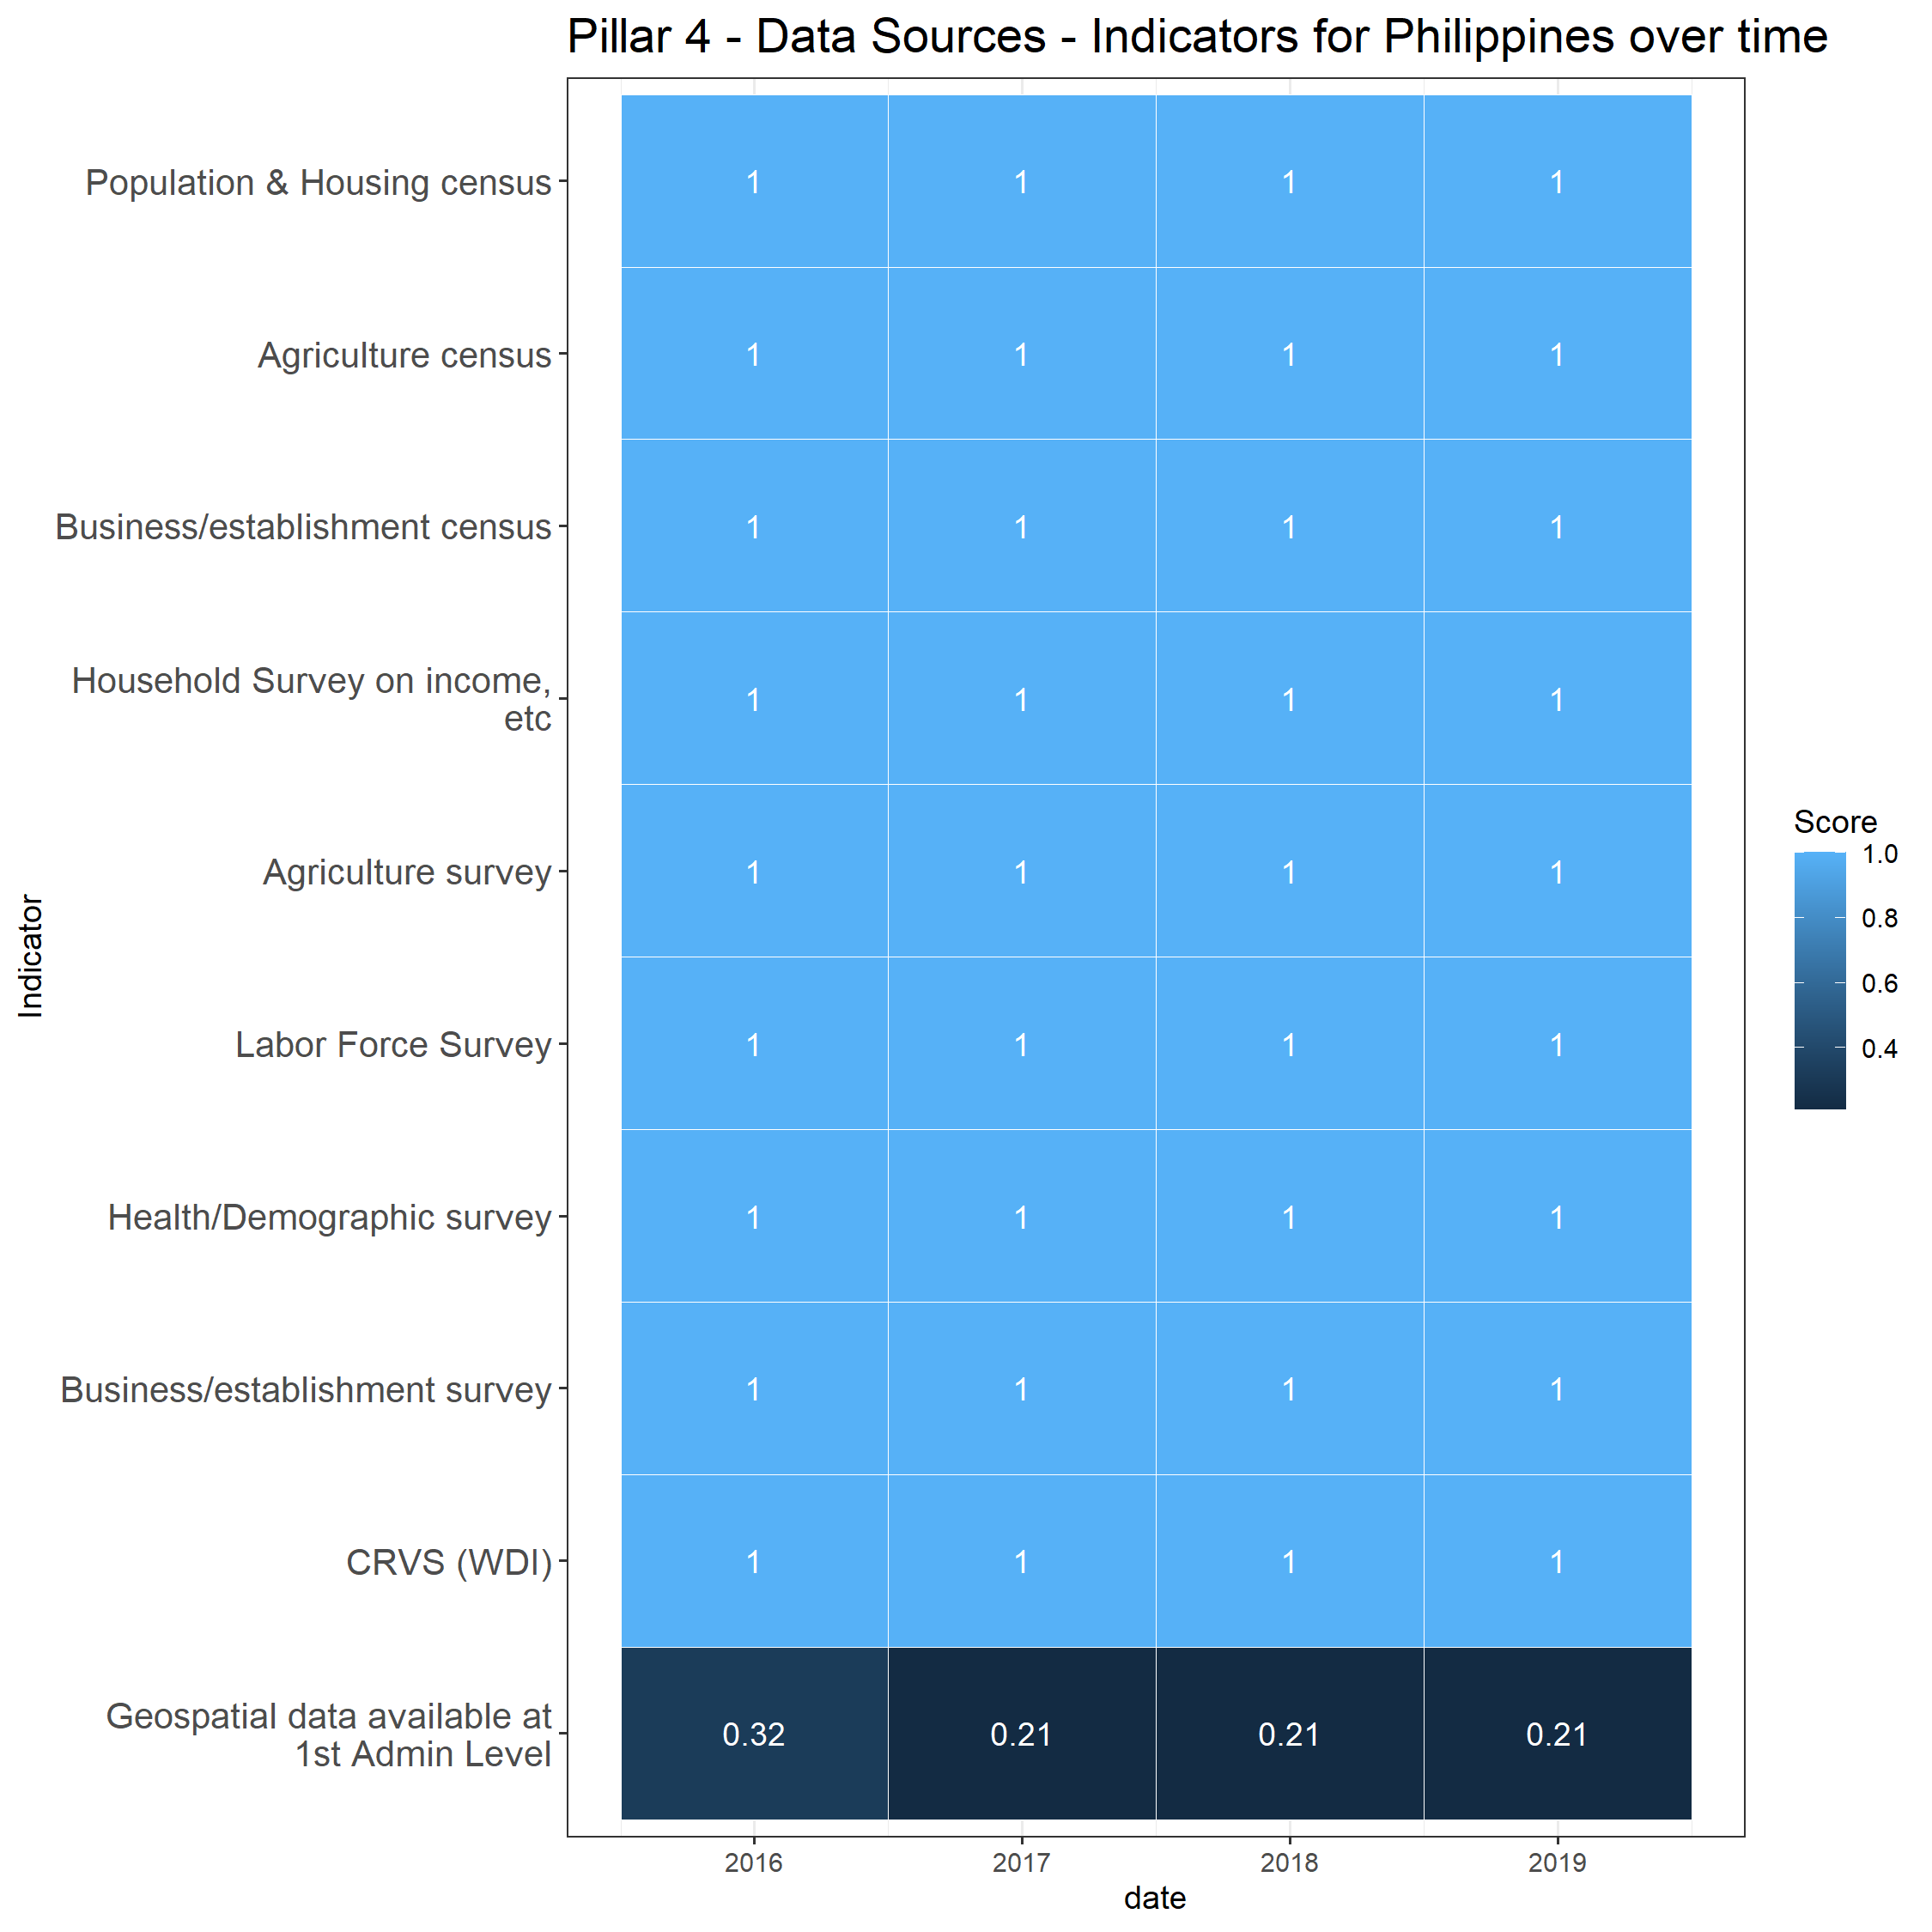 Pillar 4 - Data Sources - Indicators for Philippines over time
Population & Housing census
1 1 1 1
Agriculture census
1 1 1 1
Business/establishment census
1 1 1 1
Household Survey on income,
etc
1 1 1 1
Agriculture survey
1 1 1 1
Labor Force Survey
1 1 1 1
Health/Demographic survey
1 1 1 1
Business/establishment survey
1 1 1 1
CRVS (WDI)
1 1 1 1
Geospatial data available at
1st Admin Level
0.32 0.21 0.21 0.21
2016 2017 2018 2019
date
Indicator
Score
1.0
0.8
0.6
0.4